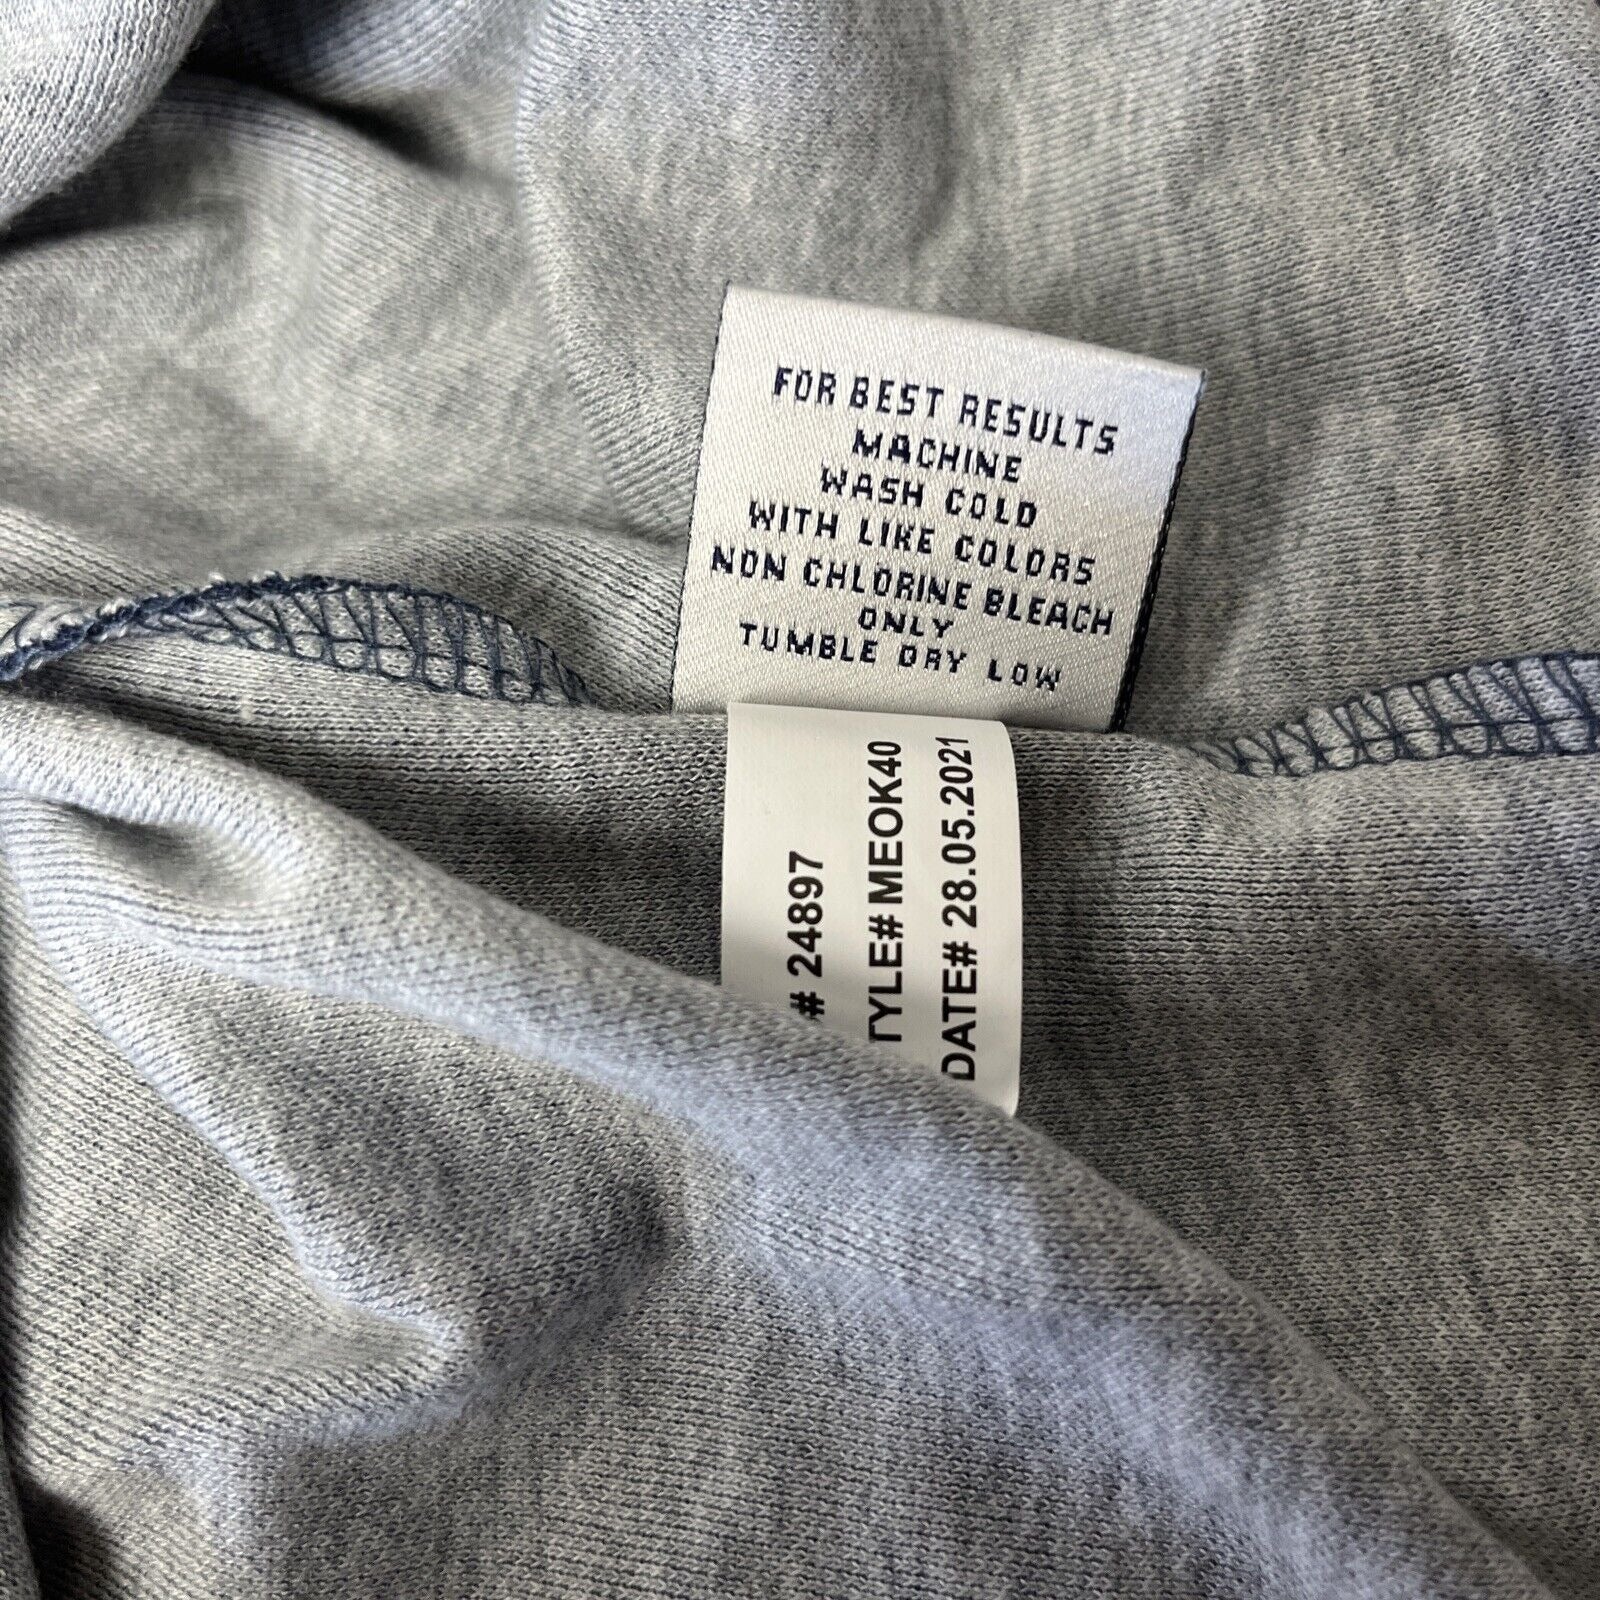 FOR BEST RESULTS
MACHINE
WASH COLD
WITH LIKE COLORS
NON CHLORINE BLEACH
ONLY
TUMBLE DRY LOW
# 24897
TYLE# MEOK40
DATE# 28.05.2021